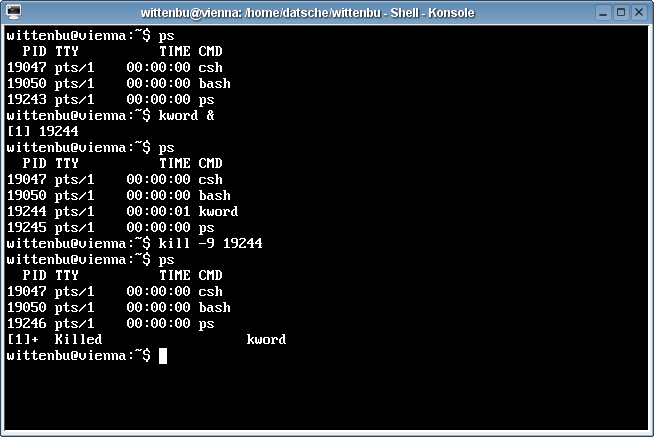 wittenbu@vienna: /home/datsche/wittenbu - Shell - Konsole
wittenbu@vienna:~$ ps
  PID TTY          TIME CMD
19047 pts/1    00:00:00 csh
19050 pts/1    00:00:00 bash
19243 pts/1    00:00:00 ps
wittenbu@vienna:~$ kword &
[1] 19244
wittenbu@vienna:~$ ps
  PID TTY          TIME CMD
19047 pts/1    00:00:00 csh
19050 pts/1    00:00:00 bash
19244 pts/1    00:00:01 kword
19245 pts/1    00:00:00 ps
wittenbu@vienna:~$ kill -9 19244
wittenbu@vienna:~$ ps
  PID TTY          TIME CMD
19047 pts/1    00:00:00 csh
19050 pts/1    00:00:00 bash
19246 pts/1    00:00:00 ps
[1]+  Killed                  kword
wittenbu@vienna:~$